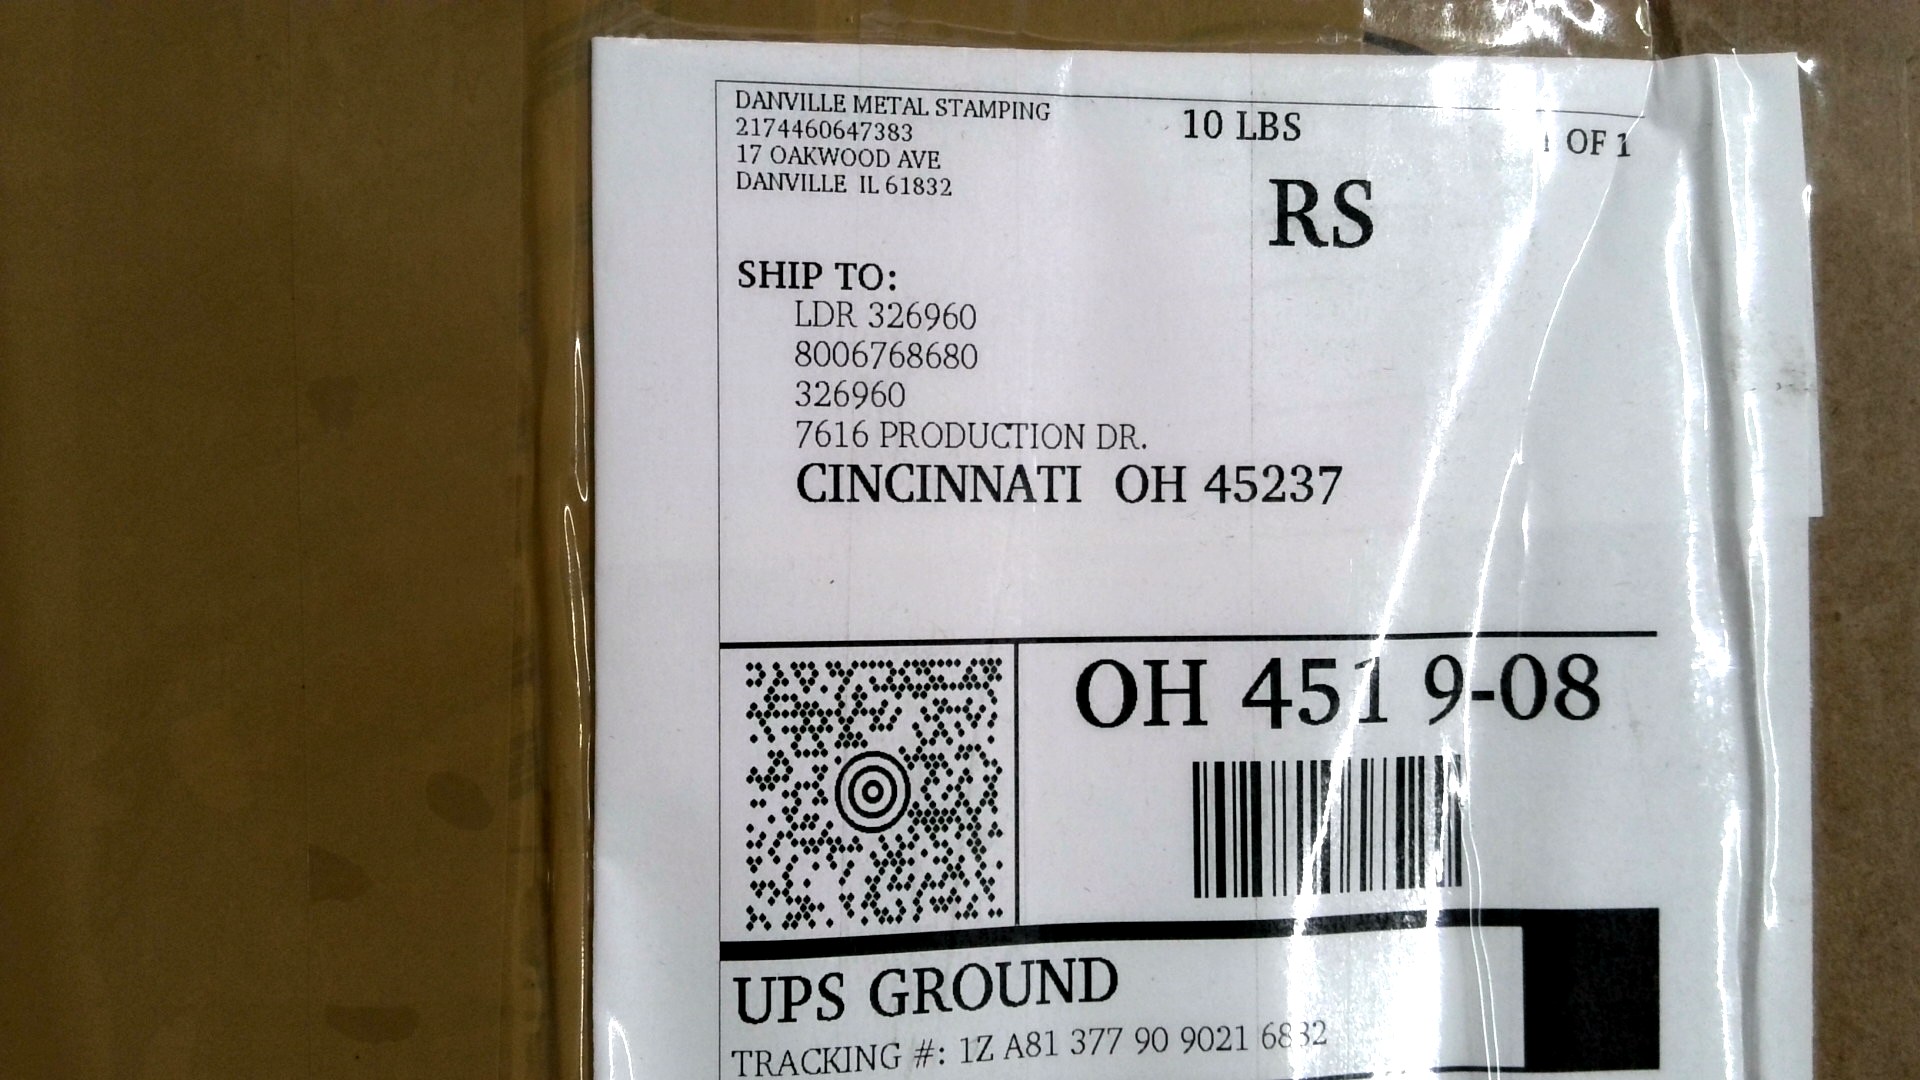 DANVILLE METAL STAMPING
2174460647383
17 OAKWOOD AVE
DANVILLE IL 61832
10 LBS
1 OF 1
RS
SHIP TO:
LDR 326960
8006768680
326960
7616 PRODUCTION DR.
CINCINNATI OH 45237
OH 451 9-08
UPS GROUND
TRACKING #: 1Z A81 377 90 9021 6832